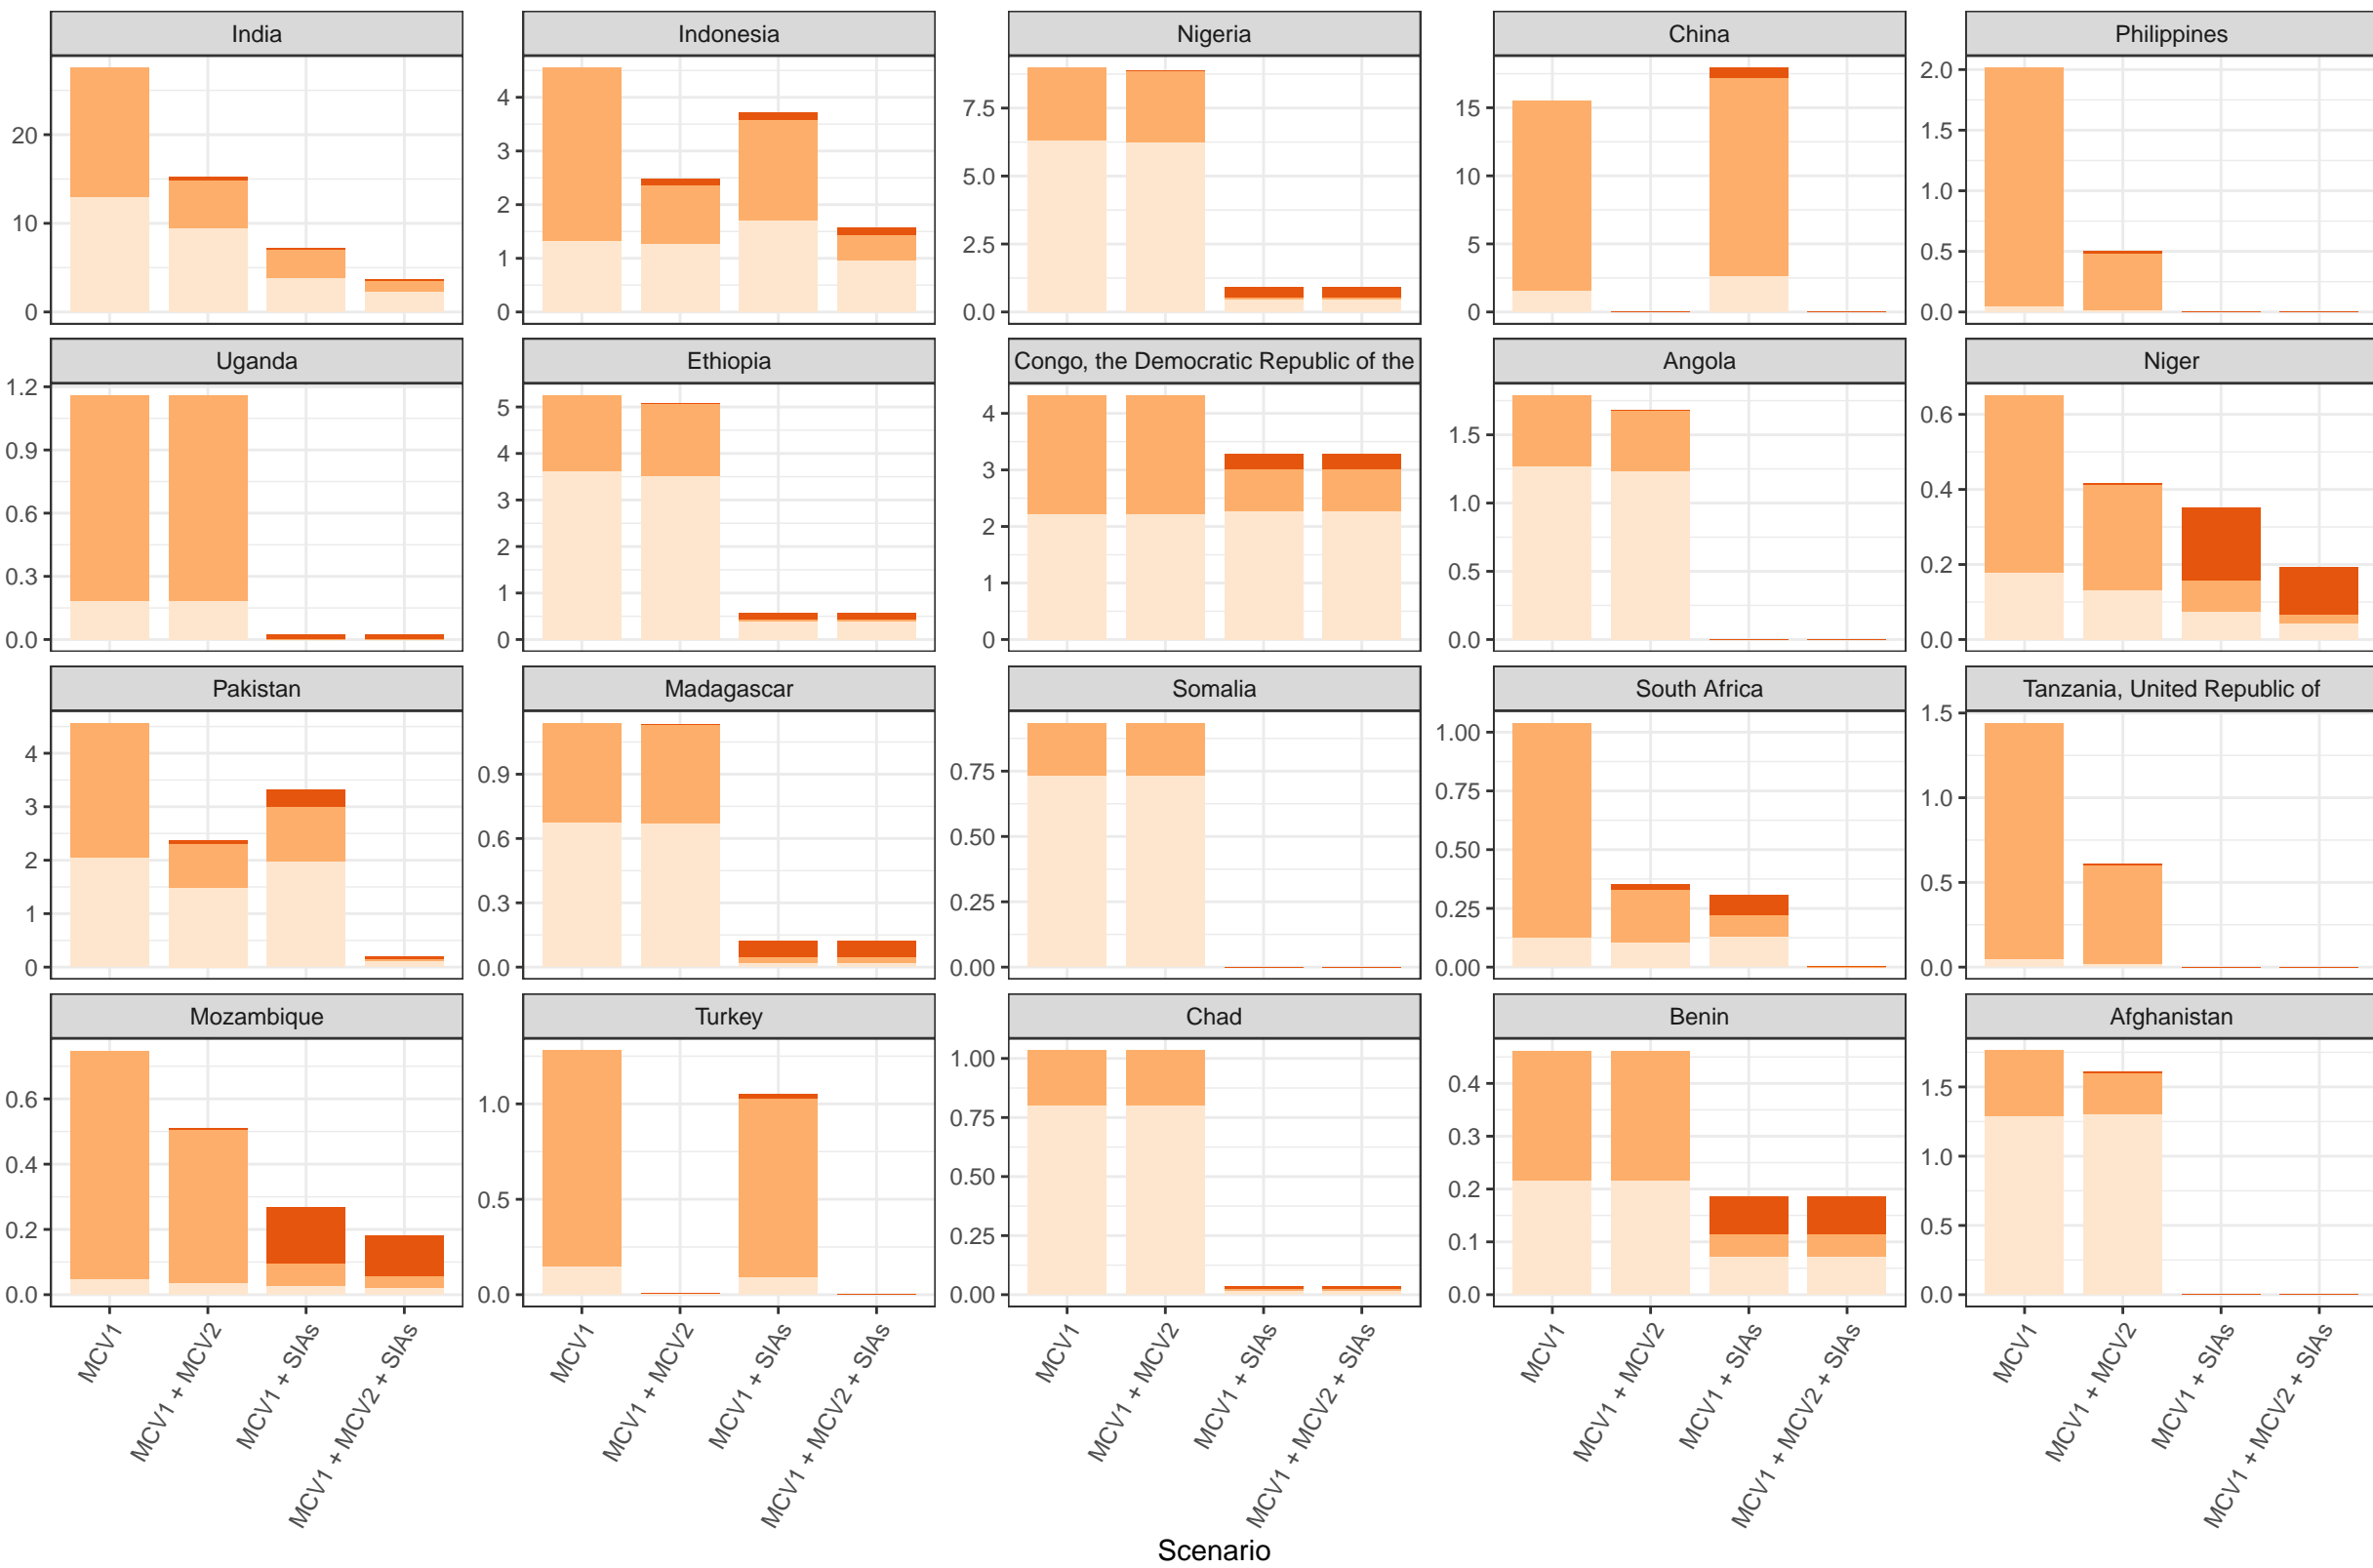 India
Indonesia
Nigeria
China
Philippines
20
10
0
4
3
2
1
0
7.5
5.0
2.5
0.0
15
10
5
0
2.0
1.5
1.0
0.5
0.0
Uganda
Ethiopia
Congo, the Democratic Republic of the
Angola
Niger
1.2
0.9
0.6
0.3
0.0
5
4
3
2
1
0
4
3
2
1
0
1.5
1.0
0.5
0.0
0.6
0.4
0.2
0.0
Pakistan
Madagascar
Somalia
South Africa
Tanzania, United Republic of
4
3
2
1
0
0.9
0.6
0.3
0.0
0.75
0.50
0.25
0.00
1.00
0.75
0.50
0.25
0.00
1.5
1.0
0.5
0.0
Mozambique
Turkey
Chad
Benin
Afghanistan
0.6
0.4
0.2
0.0
1.0
0.5
0.0
1.00
0.75
0.50
0.25
0.00
0.4
0.3
0.2
0.1
0.0
1.5
1.0
0.5
0.0
MCV1
MCV1 + MCV2
MCV1 + SIAs
MCV1 + MCV2 + SIAs
MCV1
MCV1 + MCV2
MCV1 + SIAs
MCV1 + MCV2 + SIAs
MCV1
MCV1 + MCV2
MCV1 + SIAs
MCV1 + MCV2 + SIAs
MCV1
MCV1 + MCV2
MCV1 + SIAs
MCV1 + MCV2 + SIAs
MCV1
MCV1 + MCV2
MCV1 + SIAs
MCV1 + MCV2 + SIAs
Scenario